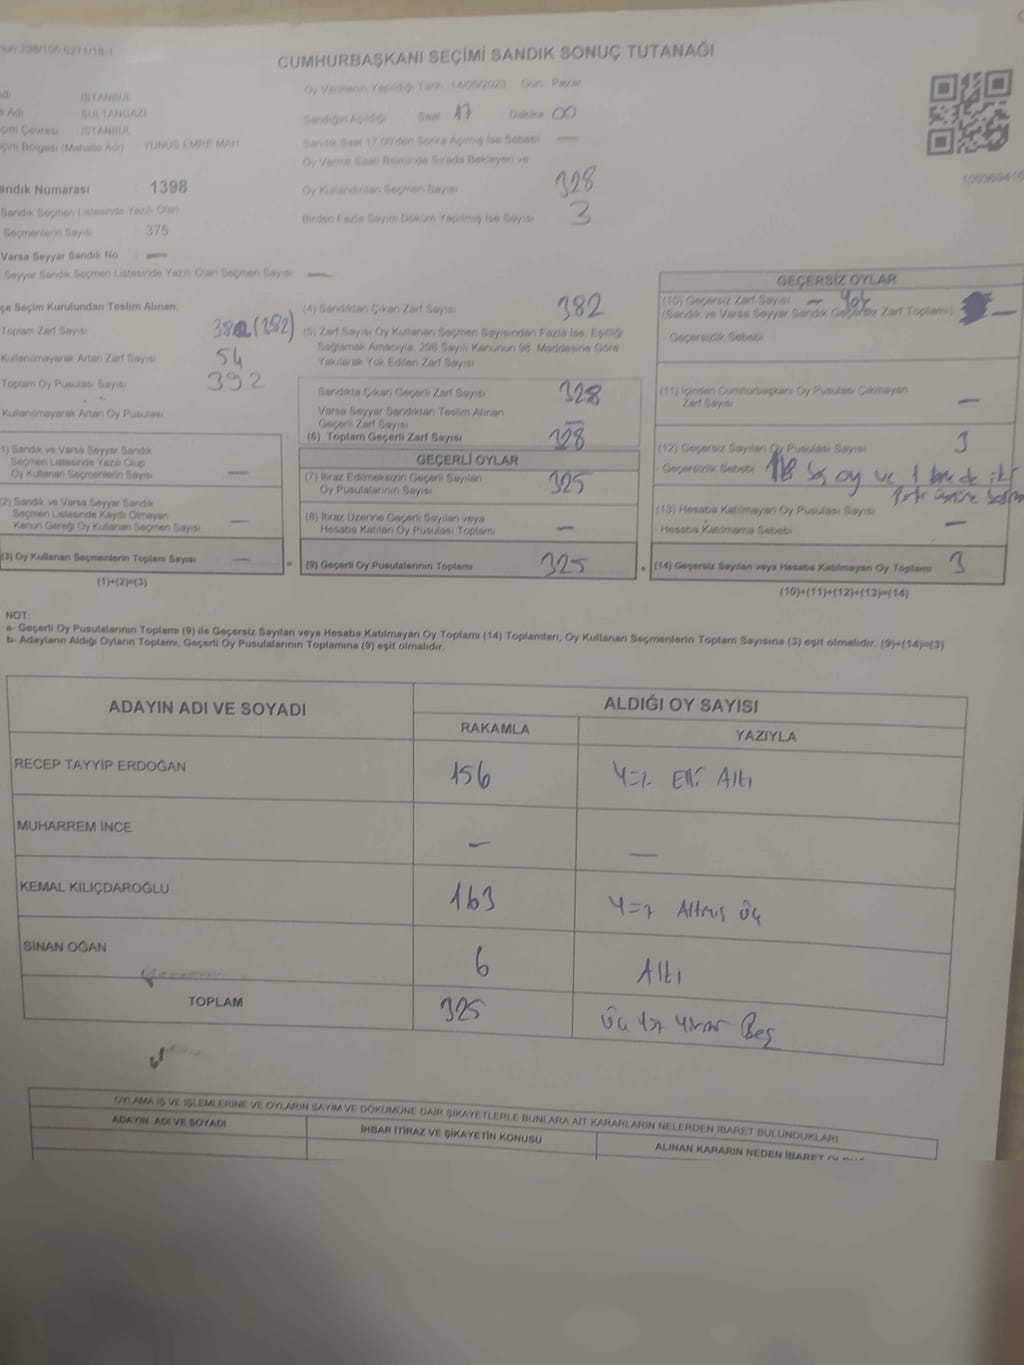 CUMHURBAŞKANI SEÇİMİ SANDIK SONUÇ TUTANAĞI
Oy Vermenin Yapıldığı Tarih: 14/05/2023 Gün: Pazar
İSTANBUL
Adı SULTANGAZİ
Sandığın Açıldığı Saat 17 Dakika 00
çim Çevresi : İSTANBUL
çim Bölgesi (Mahalle Adı) YUNUS EMRE MAH
Sandık Saat 17.00'den Sonra Açılmış İse Sebebi —
Oy Verme Saati Bitiminde Sırada Bekleyen ve
Oy Kullandırılan Seçmen Sayısı 328
andık Numarası : 1398
Sandık Seçmen Listesinde Yazılı Olan
Seçmenlerin Sayısı 375
Birden Fazla Sayım Döküm Yapılmış İse Sayısı 3
Varsa Seyyar Sandık No —
Seyyar Sandık Seçmen Listesinde Yazılı Olan Seçmen Sayısı —
çe Seçim Kurulundan Teslim Alınan;
Toplam Zarf Sayısı 382 (382)
Kullanılmayarak Artan Zarf Sayısı 54
Toplam Oy Pusulası Sayısı 392
Kullanılmayarak Artan Oy Pusulası
1) Sandık ve Varsa Seyyar Sandık
Seçmen Listesinde Yazılı Olup
Oy Kullanan Seçmenlerin Sayısı —
(2) Sandık ve Varsa Seyyar Sandık
Seçmen Listesinde Kayıtlı Olmayan
Kanun Gereği Oy Kullanan Seçmen Sayısı —
(3) Oy Kullanan Seçmenlerin Toplam Sayısı — =
(1)+(2)=(3)
(4) Sandıktan Çıkan Zarf Sayısı 382
(5) Zarf Sayısı Oy Kullanan Seçmen Sayısından Fazla İse, Eşitliği
Sağlamak Amacıyla, 298 Sayılı Kanunun 98. Maddesine Göre
Yakılarak Yok Edilen Zarf Sayısı
Sandıkta Çıkan Geçerli Zarf Sayısı 328
Varsa Seyyar Sandıktan Teslim Alınan
Geçerli Zarf Sayısı —
(6) Toplam Geçerli Zarf Sayısı 328
GEÇERLİ OYLAR
(7) İtiraz Edilmeksizin Geçerli Sayılan
Oy Pusulalarının Sayısı 325
(8) İtiraz Üzerine Geçerli Sayılan veya
Hesaba Katılan Oy Pusulası Toplamı —
(9) Geçerli Oy Pusulalarının Toplamı 325 +
GEÇERSİZ OYLAR
(10) Geçersiz Zarf Sayısı — Yok
(Sandık ve Varsa Seyyar Sandık Geçersiz Zarf Toplamı) —
- Geçersizlik Sebebi
(11) İçinden Cumhurbaşkanı Oy Pusulası Çıkmayan
Zarf Sayısı —
(12) Geçersiz Sayılan Oy Pusulası Sayısı 3
- Geçersizlik Sebebi boş oy ve 1 tane de iki
(13) Hesaba Katılmayan Oy Pusulası Sayısı —
- Hesaba Katılmama Sebebi
(14) Geçersiz Sayılan veya Hesaba Katılmayan Oy Toplamı 3
(10)+(11)+(12)+(13)=(14)
NOT:
a- Geçerli Oy Pusulalarının Toplamı (9) ile Geçersiz Sayılan veya Hesaba Katılmayan Oy Toplamı (14) Toplamları, Oy Kullanan Seçmenlerin Toplam Sayısına (3) eşit olmalıdır. (9)+(14)=(3)
b- Adayların Aldığı Oyların Toplamı, Geçerli Oy Pusulalarının Toplamına (9) eşit olmalıdır.
ADAYIN ADI VE SOYADI
ALDIĞI OY SAYISI
RAKAMLA YAZIYLA
RECEP TAYYİP ERDOĞAN 156 Yüz Elli Altı
MUHARREM İNCE — —
KEMAL KILIÇDAROĞLU 163 Yüz Altmış Üç
SİNAN OĞAN 6 Altı
TOPLAM 325 Üç Yüz Yirmi Beş
OYLAMA İŞ VE İŞLEMLERİNE VE OYLARIN SAYIM VE DÖKÜMÜNE DAİR ŞİKAYETLERLE BUNLARA AİT KARARLARIN NELERDEN İBARET BULUNDUKLARI
ADAYIN ADI VE SOYADI İHBAR İTİRAZ VE ŞİKAYETİN KONUSU ALINAN KARARIN NEDEN İBARET